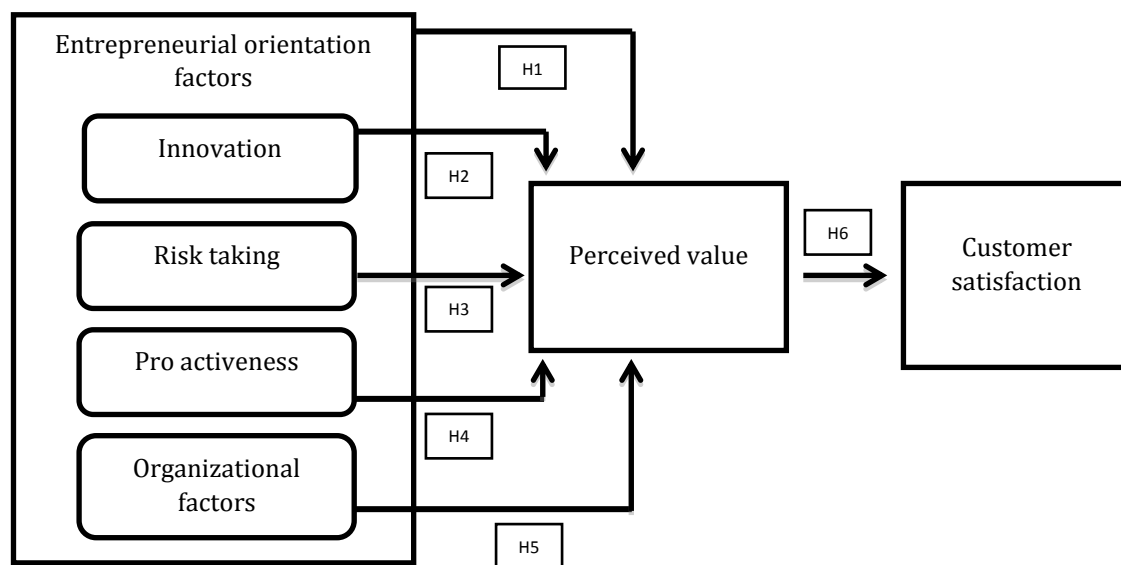 Entrepreneurial orientation
factors
H1
Innovation
H2
Risk taking
H3
Pro activeness
H4
Organizational
factors
H5
Perceived value
H6
Customer
satisfaction